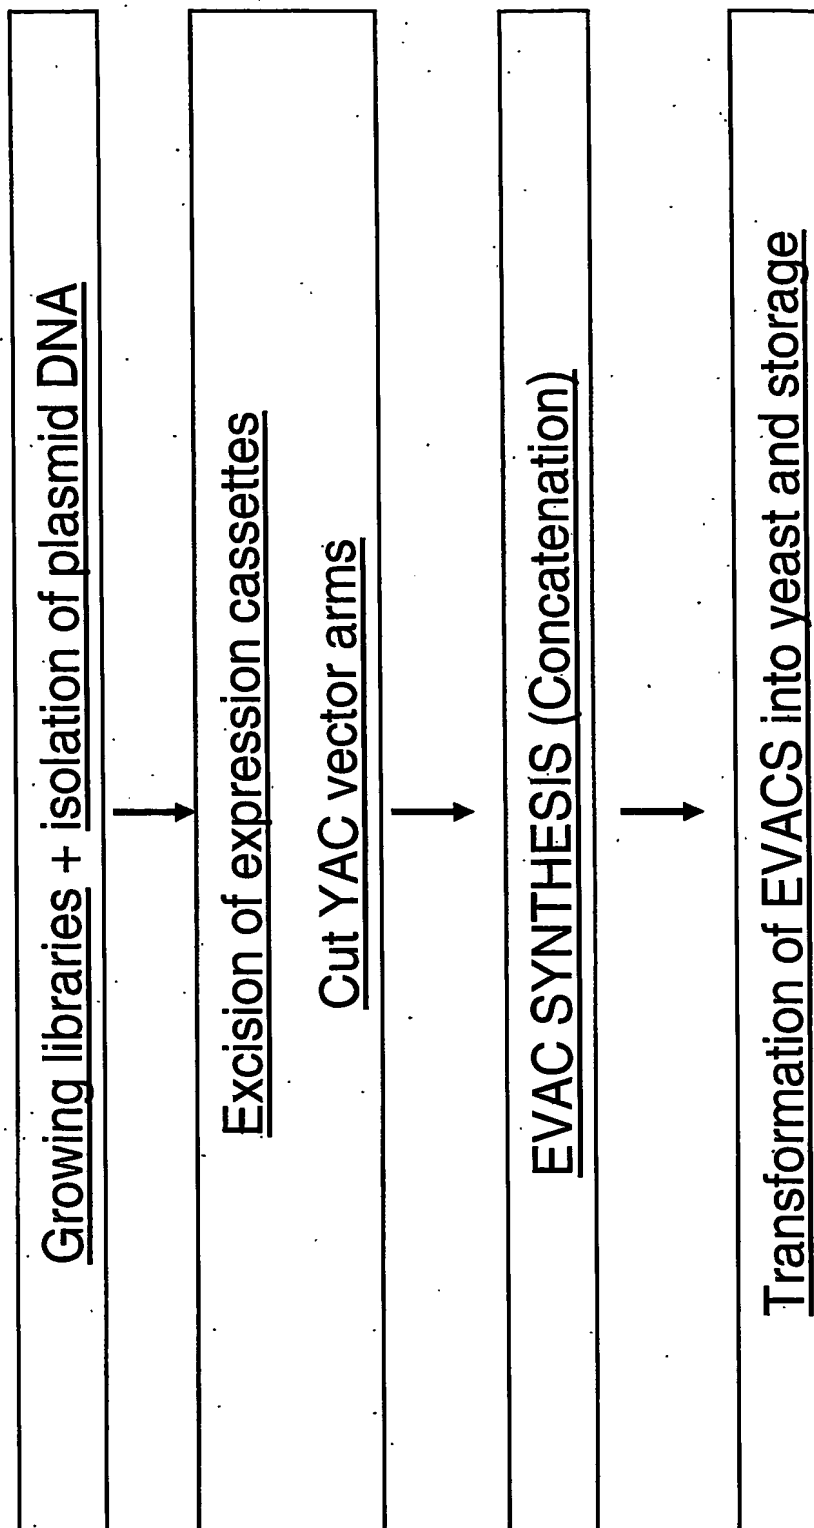 Growing libraries + isolation of plasmid DNA
Excision of expression cassettes
Cut YAC vector arms
EVAC SYNTHESIS (Concatenation)
Transformation of EVACS into yeast and storage